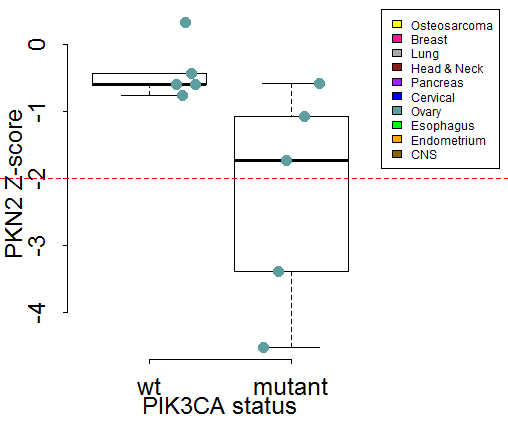 PKN2 Z-score
0
-1
-2
-3
-4
wt
mutant
PIK3CA status
Osteosarcoma
Breast
Lung
Head & Neck
Pancreas
Cervical
Ovary
Esophagus
Endometrium
CNS